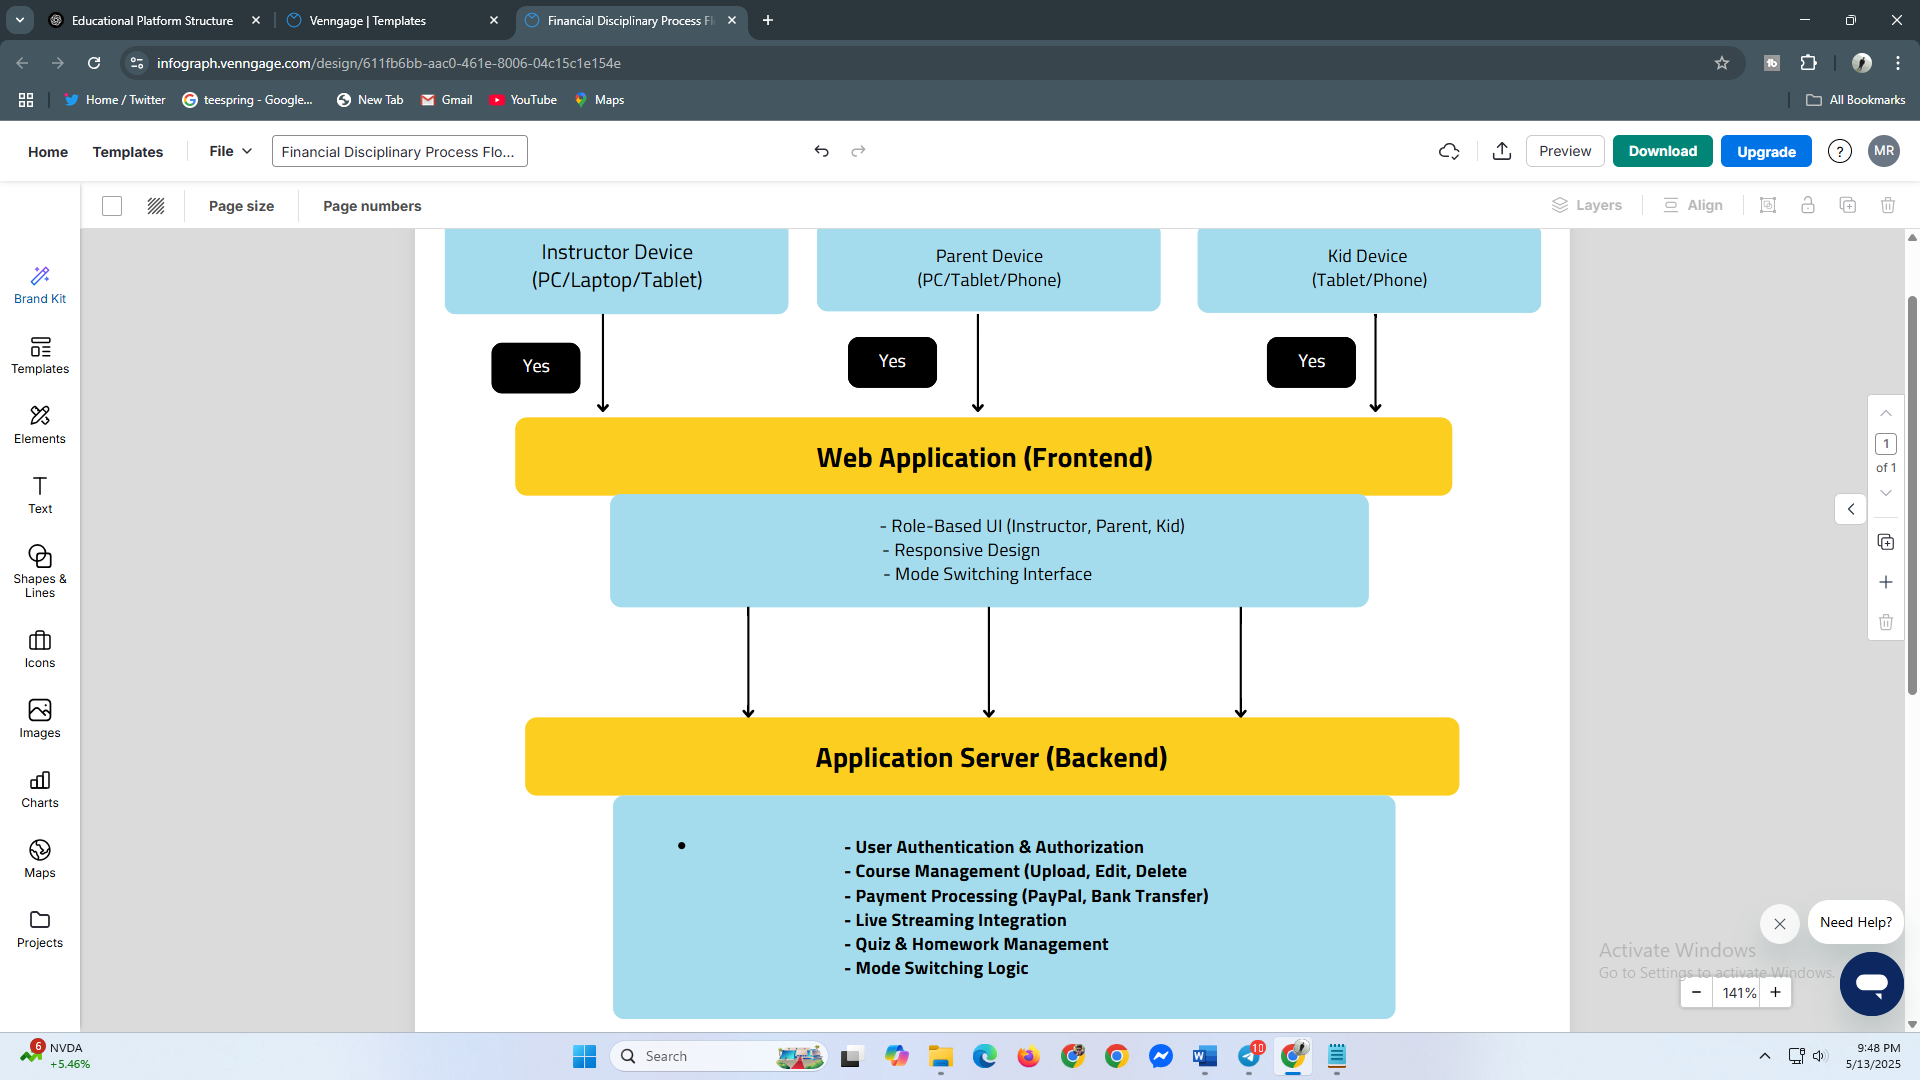 Educational Platform Structure
Venngage | Templates
Financial Disciplinary Process Fl
infograph.venngage.com/design/611fb6bb-aac0-461e-8006-04c15c1e154e
Home / Twitter
teespring - Google...
New Tab
Gmail
YouTube
Maps
All Bookmarks
Home
Templates
File
Financial Disciplinary Process Flo...
Preview
Download
Upgrade
?
MR
Page size
Page numbers
Layers
Align
Brand Kit
Templates
Elements
Text
Shapes &
Lines
Icons
Images
Charts
Maps
Projects
Instructor Device
(PC/Laptop/Tablet)
Parent Device
(PC/Tablet/Phone)
Kid Device
(Tablet/Phone)
Yes
Yes
Yes
Web Application (Frontend)
- Role-Based UI (Instructor, Parent, Kid)
- Responsive Design
- Mode Switching Interface
Application Server (Backend)
- User Authentication & Authorization
- Course Management (Upload, Edit, Delete
- Payment Processing (PayPal, Bank Transfer)
- Live Streaming Integration
- Quiz & Homework Management
- Mode Switching Logic
1
of 1
Need Help?
Activate Windows
Go to Settings to activate Windows.
141%
6
NVDA
+5.46%
Search
10
9:48 PM
5/13/2025